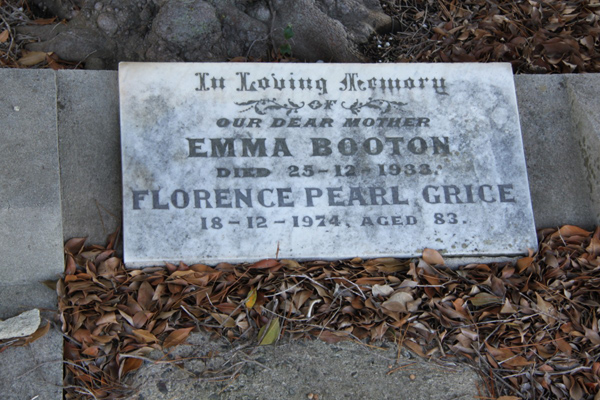 In Loving Memory
OF
OUR DEAR MOTHER
EMMA BOOTON
DIED 25-12-1933.
FLORENCE PEARL GRICE
18-12-1974, AGED 83.